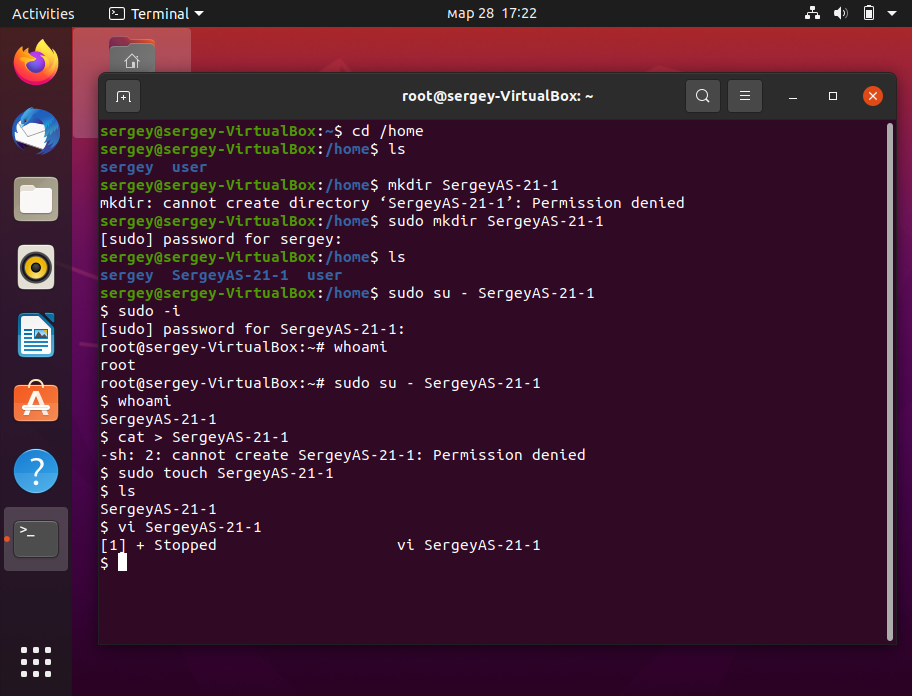 Activities
Terminal
мар 28 17:22
root@sergey-VirtualBox: ~
sergey@sergey-VirtualBox:~$ cd /home
sergey@sergey-VirtualBox:/home$ ls
sergey  user
sergey@sergey-VirtualBox:/home$ mkdir SergeyAS-21-1
mkdir: cannot create directory ‘SergeyAS-21-1’: Permission denied
sergey@sergey-VirtualBox:/home$ sudo mkdir SergeyAS-21-1
[sudo] password for sergey:
sergey@sergey-VirtualBox:/home$ ls
sergey  SergeyAS-21-1  user
sergey@sergey-VirtualBox:/home$ sudo su - SergeyAS-21-1
$ sudo -i
[sudo] password for SergeyAS-21-1:
root@sergey-VirtualBox:~# whoami
root
root@sergey-VirtualBox:~# sudo su - SergeyAS-21-1
$ whoami
SergeyAS-21-1
$ cat > SergeyAS-21-1
-sh: 2: cannot create SergeyAS-21-1: Permission denied
$ sudo touch SergeyAS-21-1
$ ls
SergeyAS-21-1
$ vi SergeyAS-21-1
[1] + Stopped                    vi SergeyAS-21-1
$